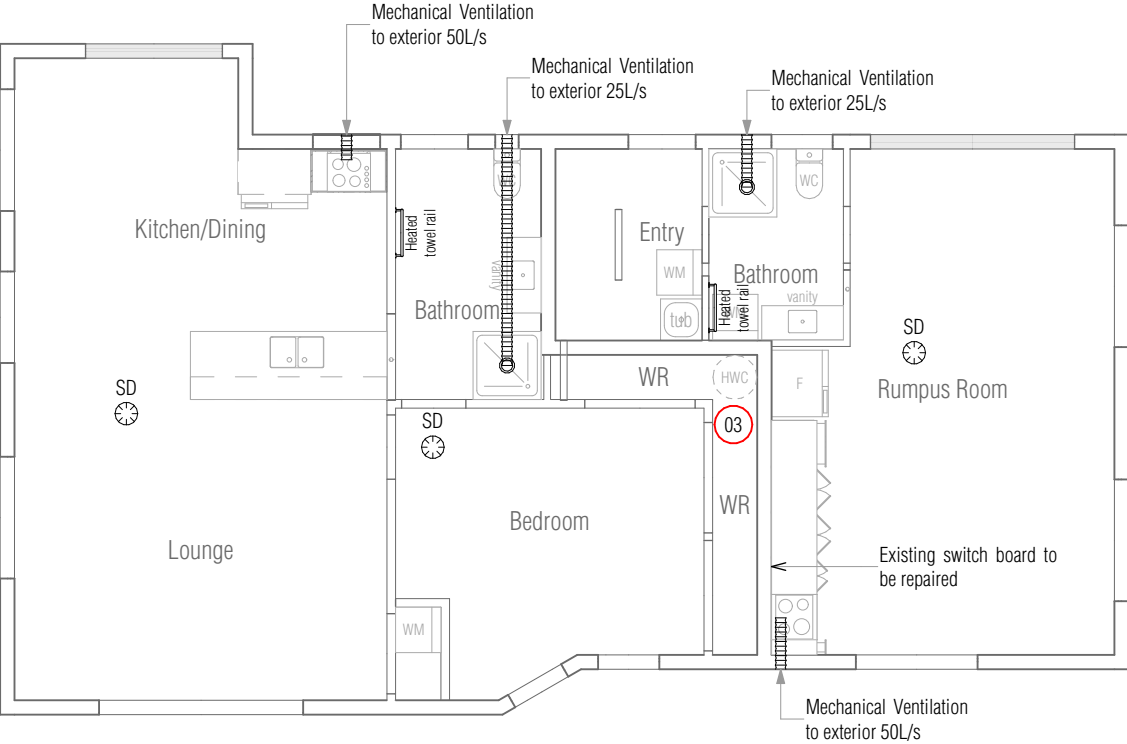 Mechanical Ventilation
to exterior 50L/s
Mechanical Ventilation
to exterior 25L/s
Mechanical Ventilation
to exterior 25L/s
WC
WC
Kitchen/Dining
Heated
towel rail
Entry
WM
Bathroom
vanity
Bathroom
vanity
tub
Heated
towel rail
SD
Rumpus Room
WR
HWC
F
SD
SD
03
WR
Bedroom
Lounge
Existing switch board to
be repaired
WM
Mechanical Ventilation
to exterior 50L/s